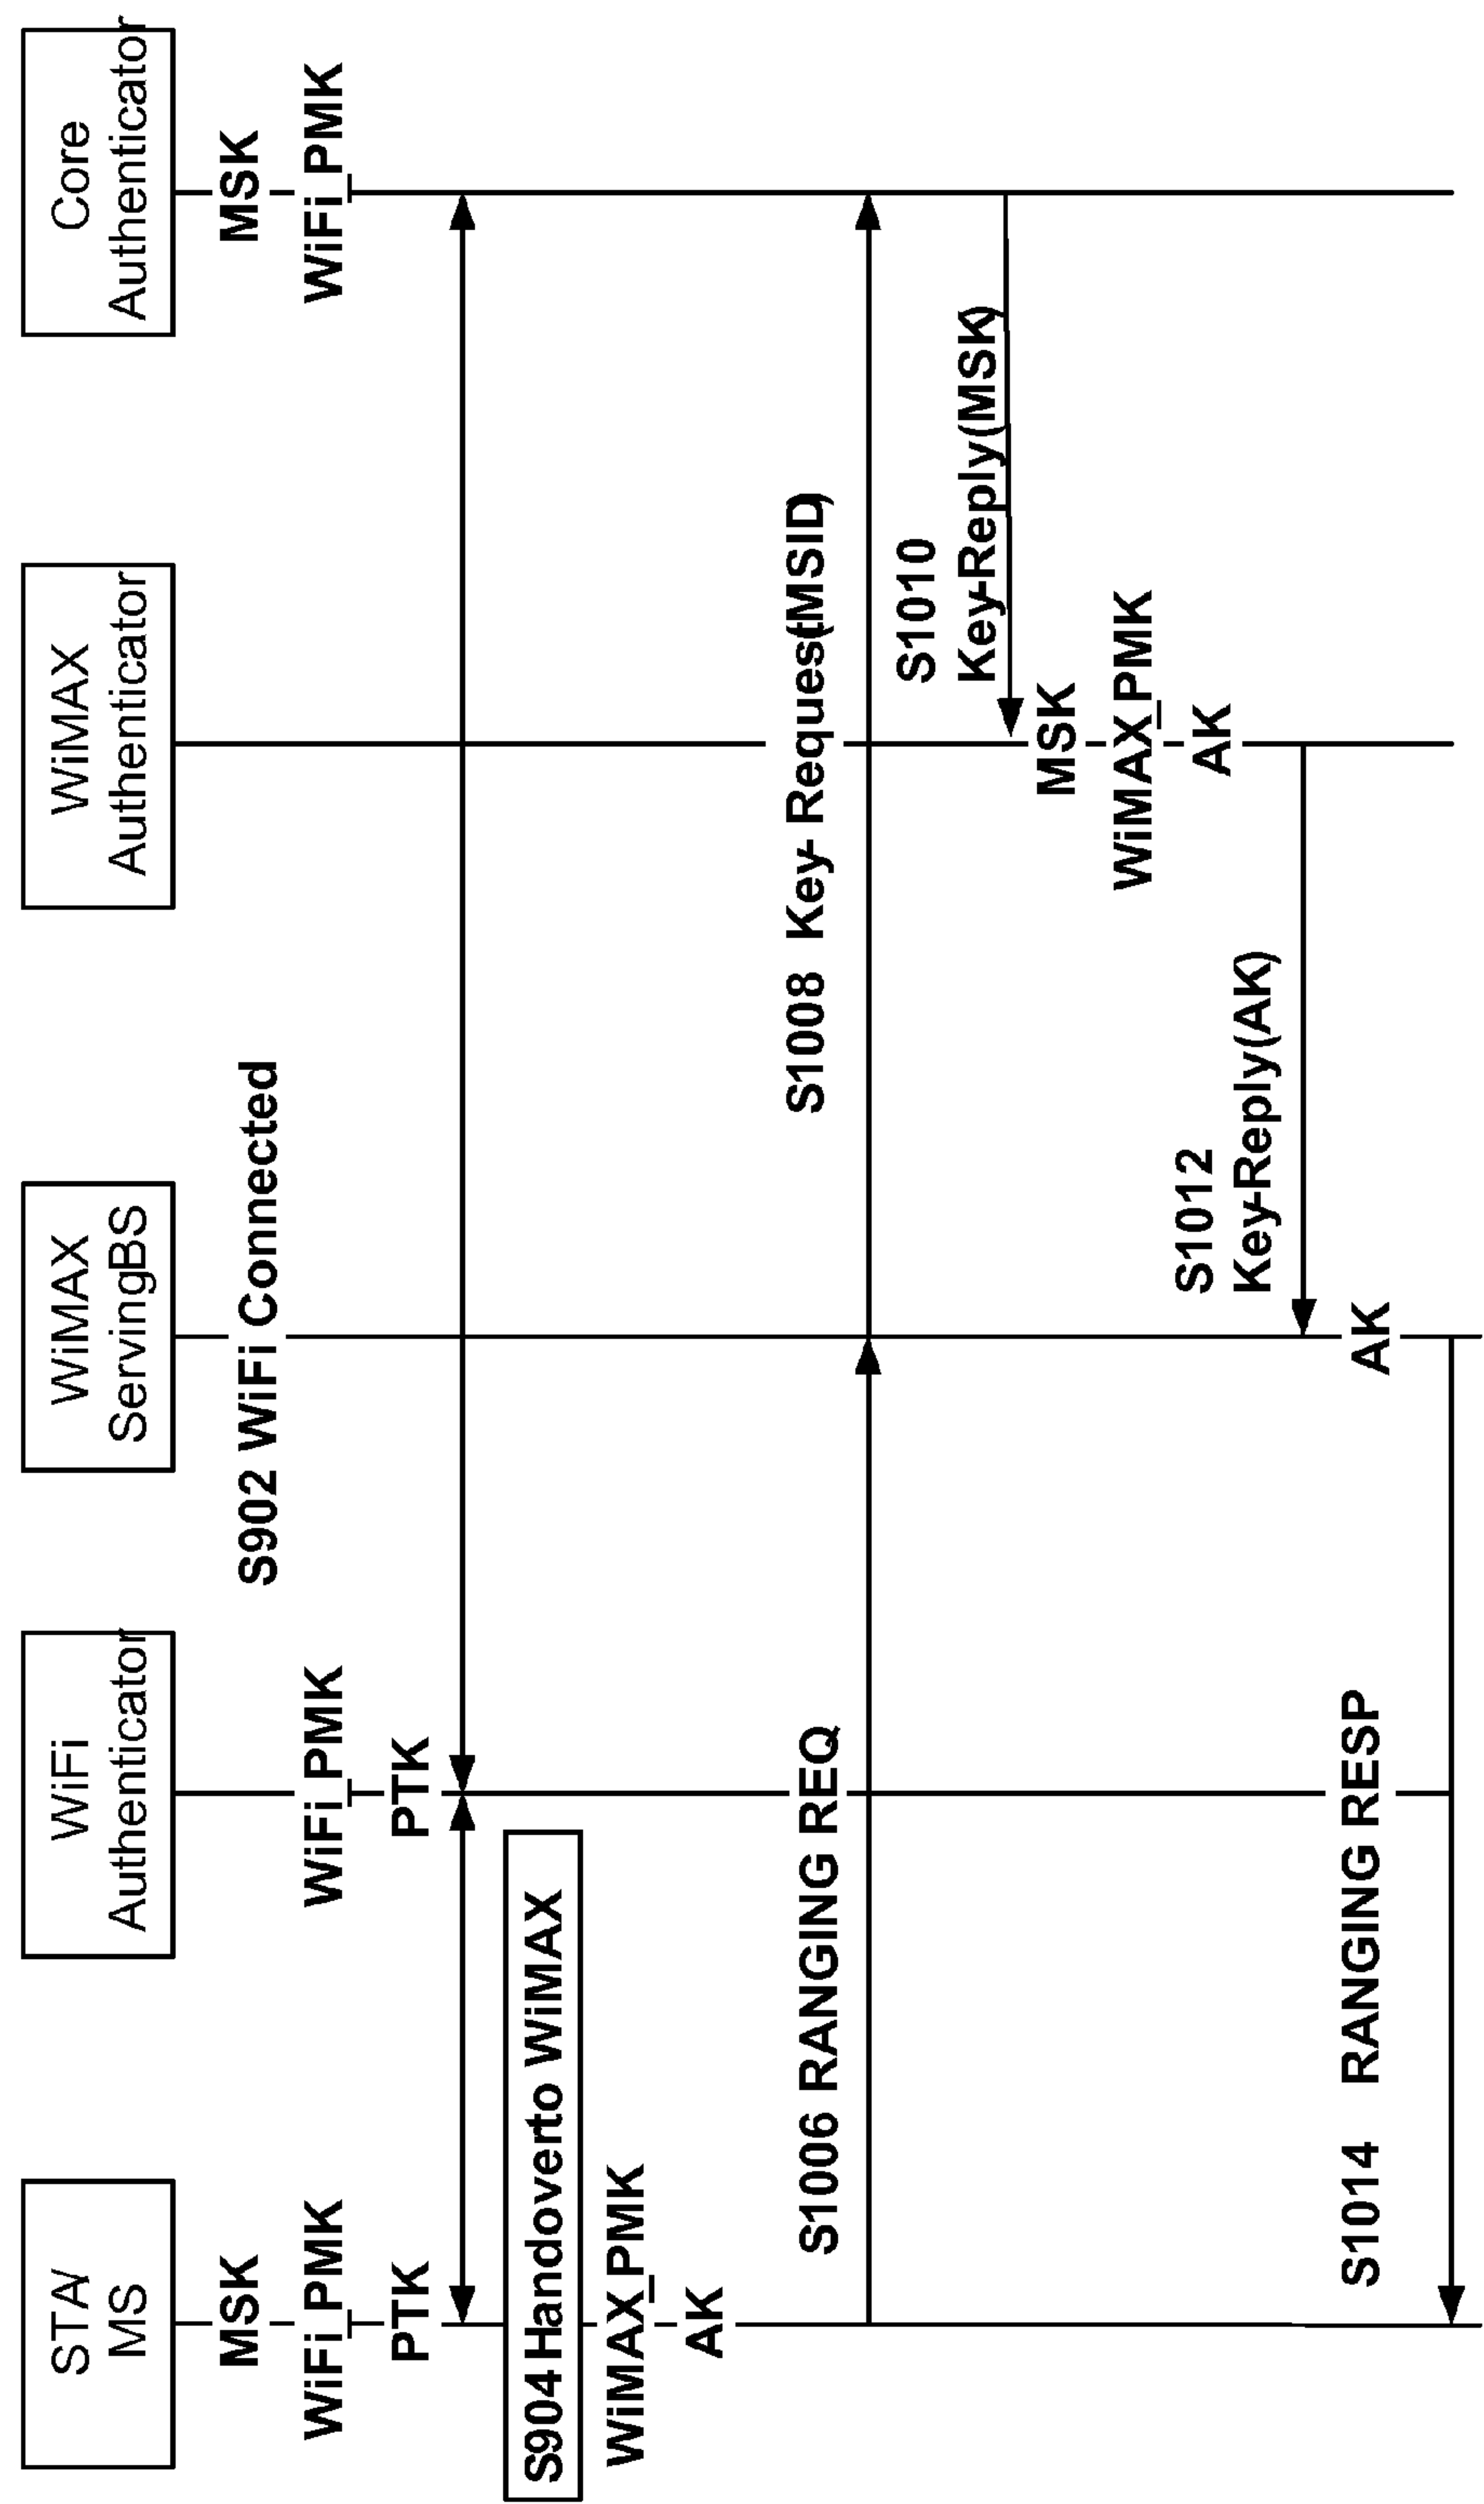 STA/
MS
WiFi
Authenticator
WiMAX
ServingBS
WiMAX
Authenticator
Core
Authenticator
MSK
S902 WiFi Connected
MSK
WiFi_PMK
WiFi_PMK
WiFi_PMK
PTK
PTK
S904 Handoverto WiMAX
WiMAX_PMK
AK
S1006 RANGING REQ
S1008 Key-Request(MSID)
S1010
Key-Reply(MSK)
MSK
WiMAX_PMK
AK
S1012
Key-Reply(AK)
AK
S1014 RANGING RESP